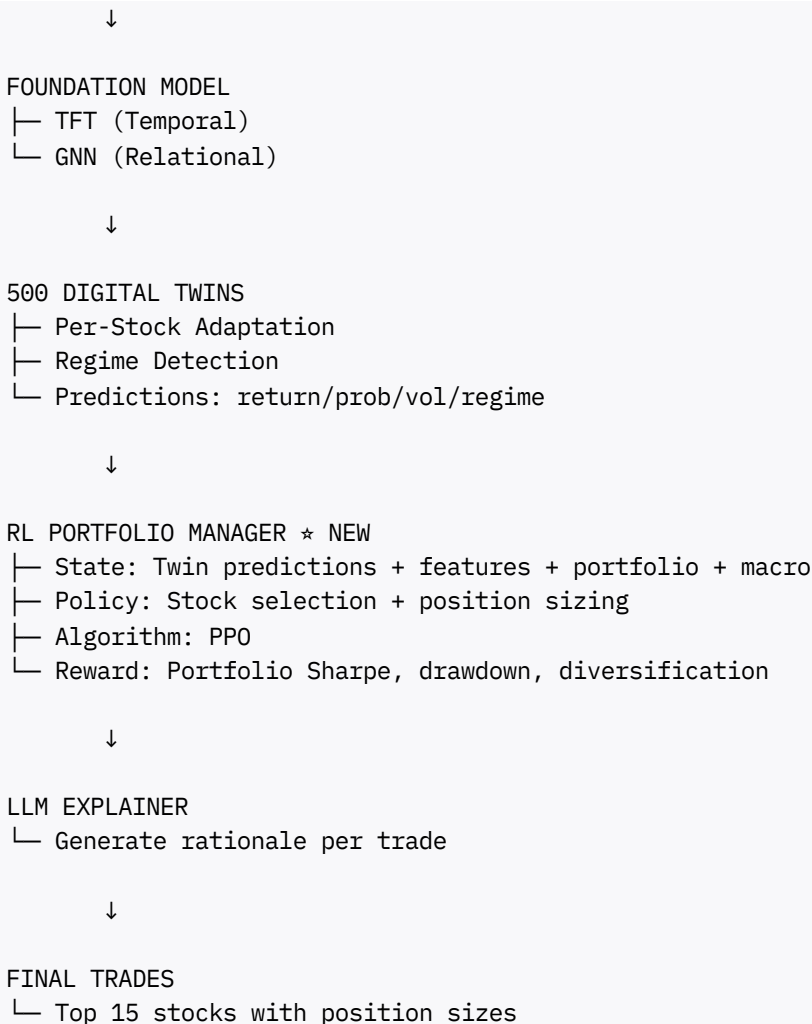 ↓
FOUNDATION MODEL
├─ TFT (Temporal)
└─ GNN (Relational)
↓
500 DIGITAL TWINS
├─ Per-Stock Adaptation
├─ Regime Detection
└─ Predictions: return/prob/vol/regime
↓
RL PORTFOLIO MANAGER ⭐ NEW
├─ State: Twin predictions + features + portfolio + macro
├─ Policy: Stock selection + position sizing
├─ Algorithm: PPO
└─ Reward: Portfolio Sharpe, drawdown, diversification
↓
LLM EXPLAINER
└─ Generate rationale per trade
↓
FINAL TRADES
└─ Top 15 stocks with position sizes